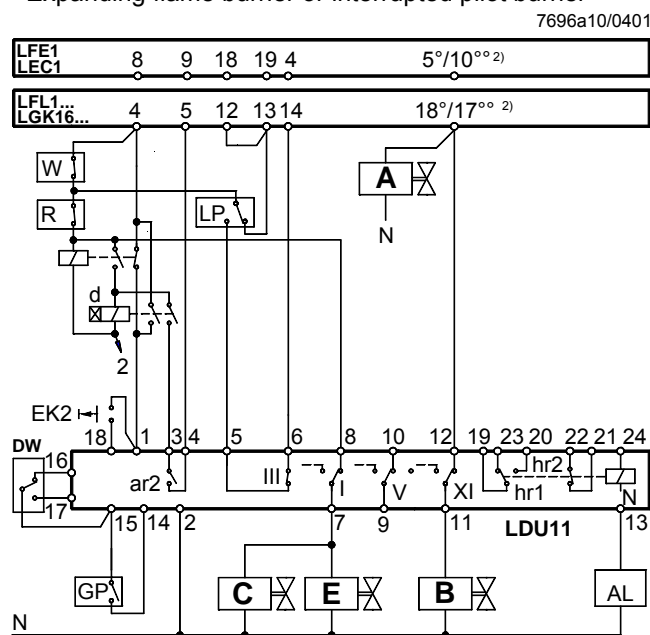 Expanding flame burner or interrupted pilot burner
7696a10/0401
LFE1
LEC1
8 9 18 19 4 5°/10°° 2)
LFL1...
LGK16...
4 5 12 13 14 18°/17°° 2)
W
R
LP
A
N
d
2
EK2
18 1 3 4 5 6 8 10 12 19 23 20 22 21 24
DW
16
17
ar2
III
I
V
XI
hr2
hr1
N
15 14 2 7 9 11 LDU11 13
GP
C
E
B
AL
N